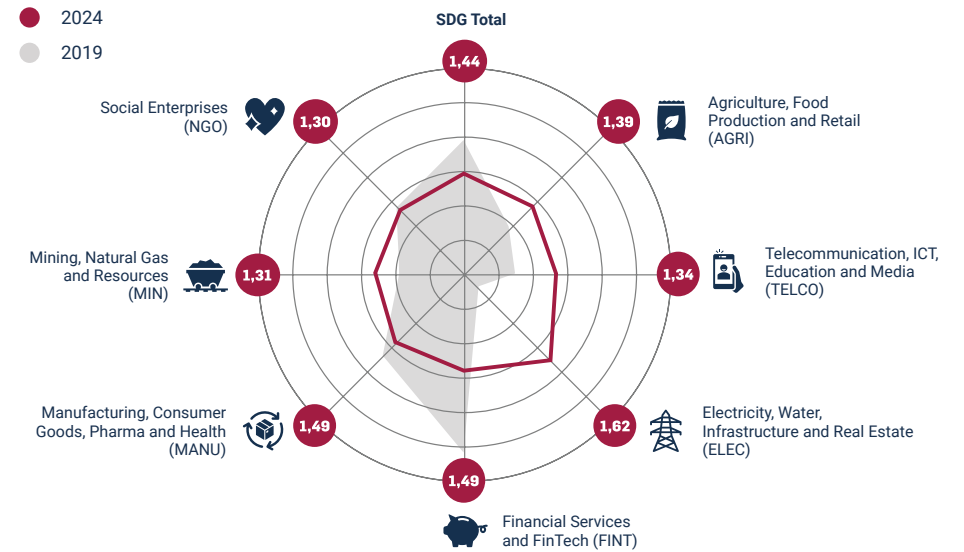 2024
2019
SDG Total
1,44
Social Enterprises
(NGO)
1,30
1,39
Agriculture, Food
Production and Retail
(AGRI)
Mining, Natural Gas
and Resources
(MIN)
1,31
1,34
Telecommunication, ICT,
Education and Media
(TELCO)
Manufacturing, Consumer
Goods, Pharma and Health
(MANU)
1,49
1,62
Electricity, Water,
Infrastructure and Real Estate
(ELEC)
1,49
Financial Services
and FinTech (FINT)